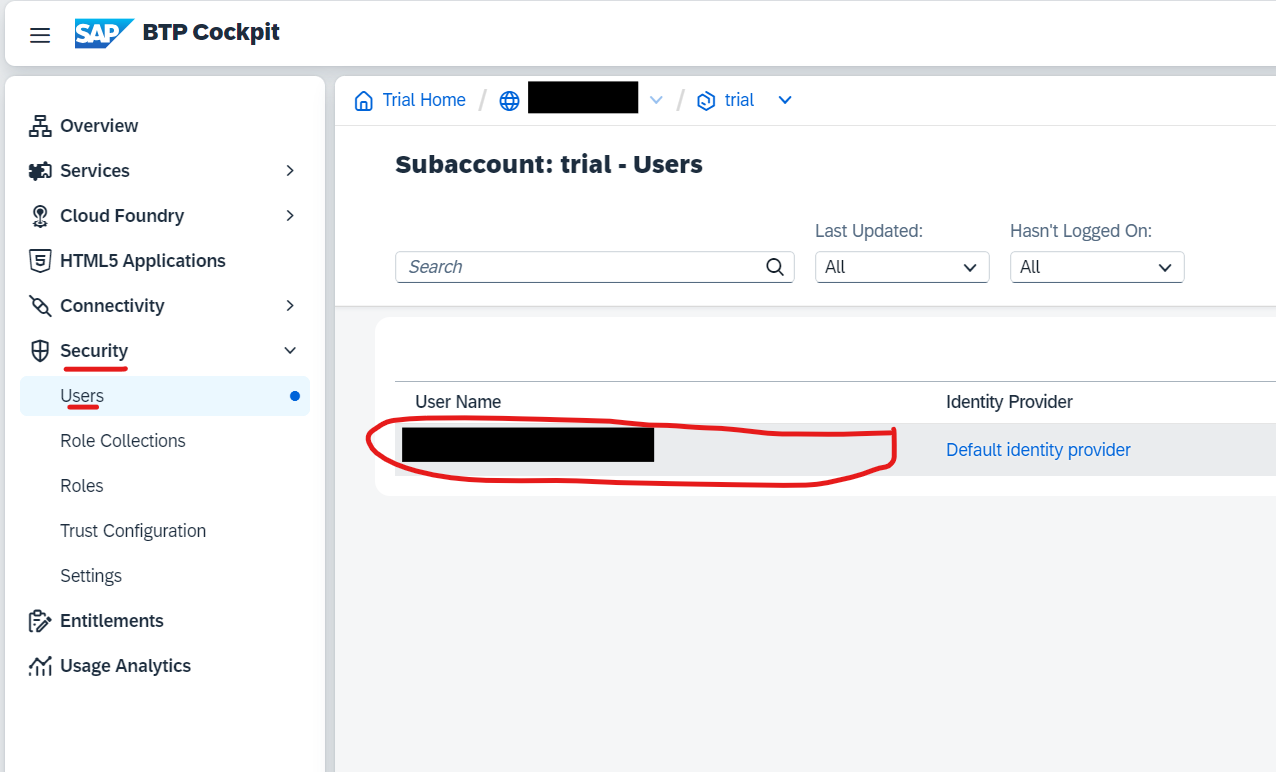 SAP BTP Cockpit
Trial Home / / trial
Overview
Services
Cloud Foundry
HTML5 Applications
Connectivity
Security
Users
Role Collections
Roles
Trust Configuration
Settings
Entitlements
Usage Analytics
Subaccount: trial - Users
Last Updated: Hasn't Logged On:
Search All All
User Name Identity Provider
Default identity provider